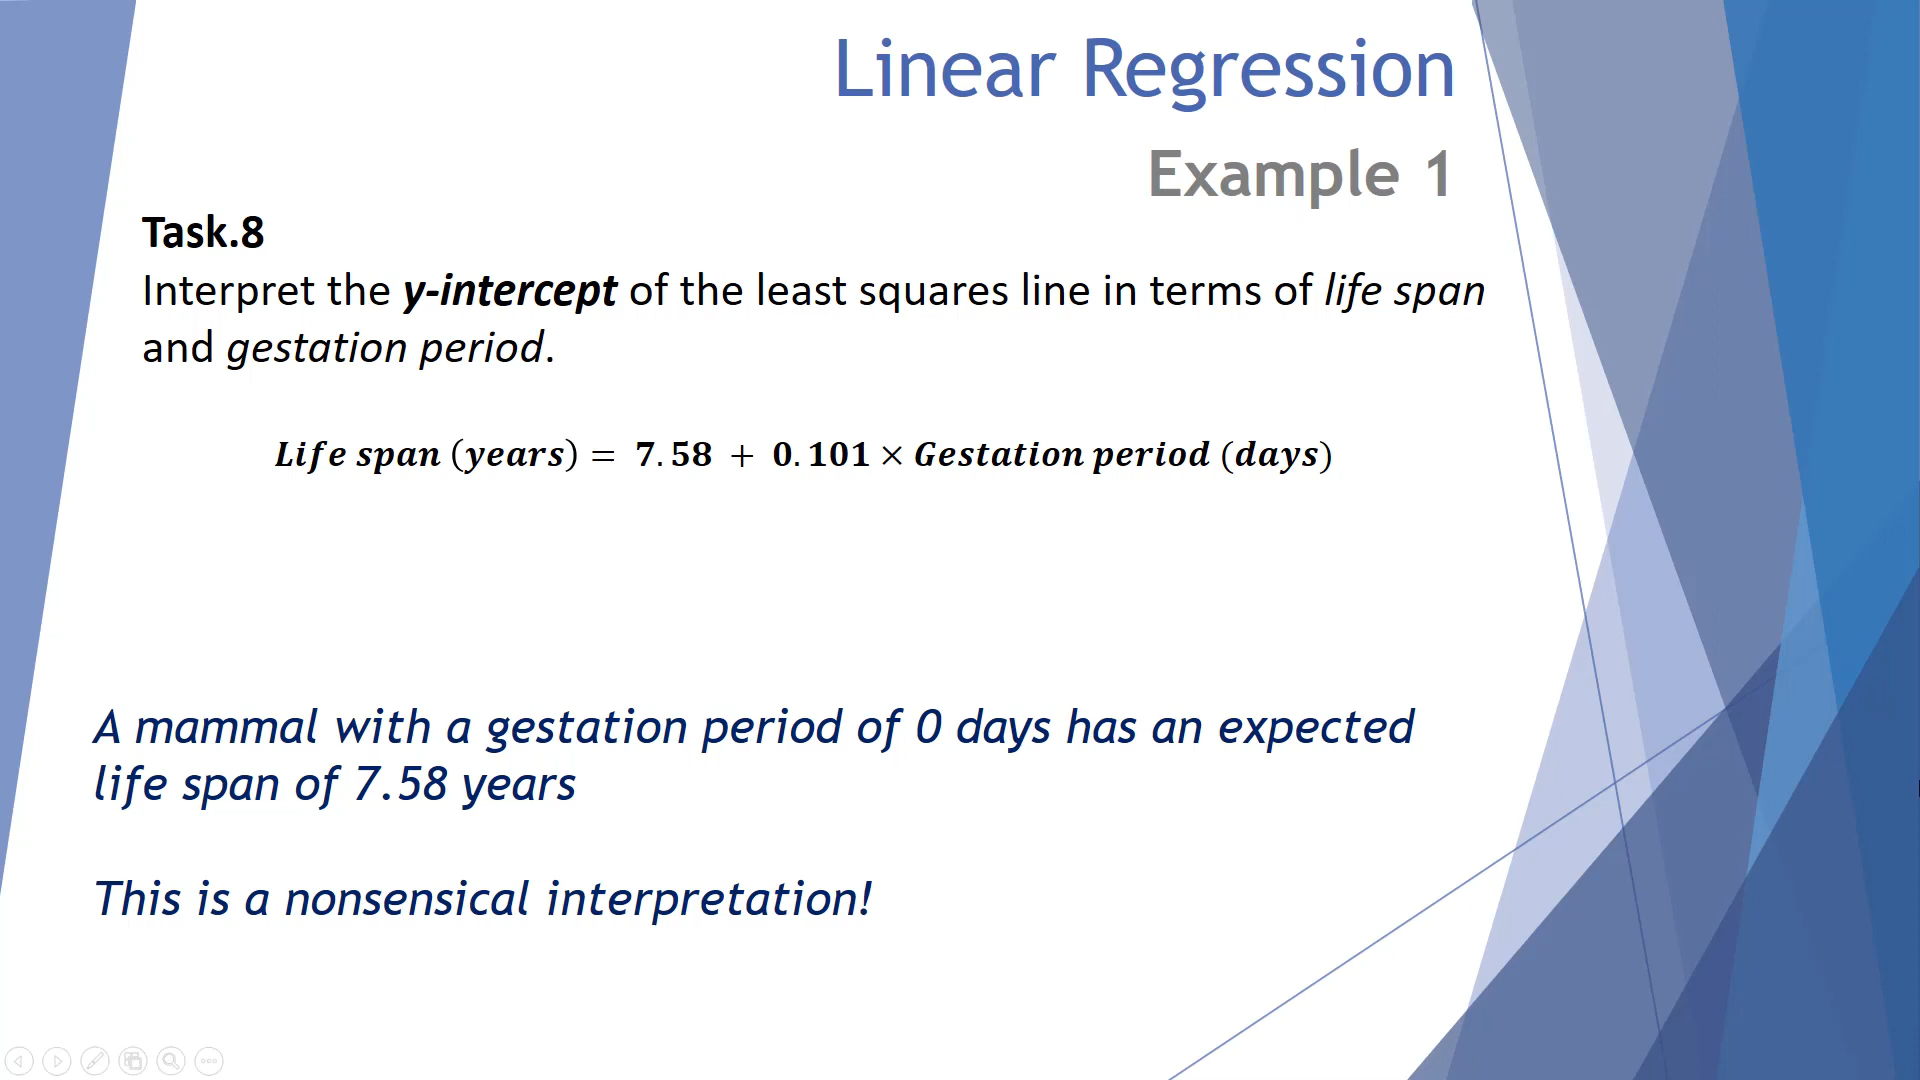 Linear Regression
Example 1
Task.8
Interpret the y-intercept of the least squares line in terms of life span
and gestation period.
Life span (years) = 7.58 + 0.101 × Gestation period (days)
A mammal with a gestation period of 0 days has an expected
life span of 7.58 years
This is a nonsensical interpretation!